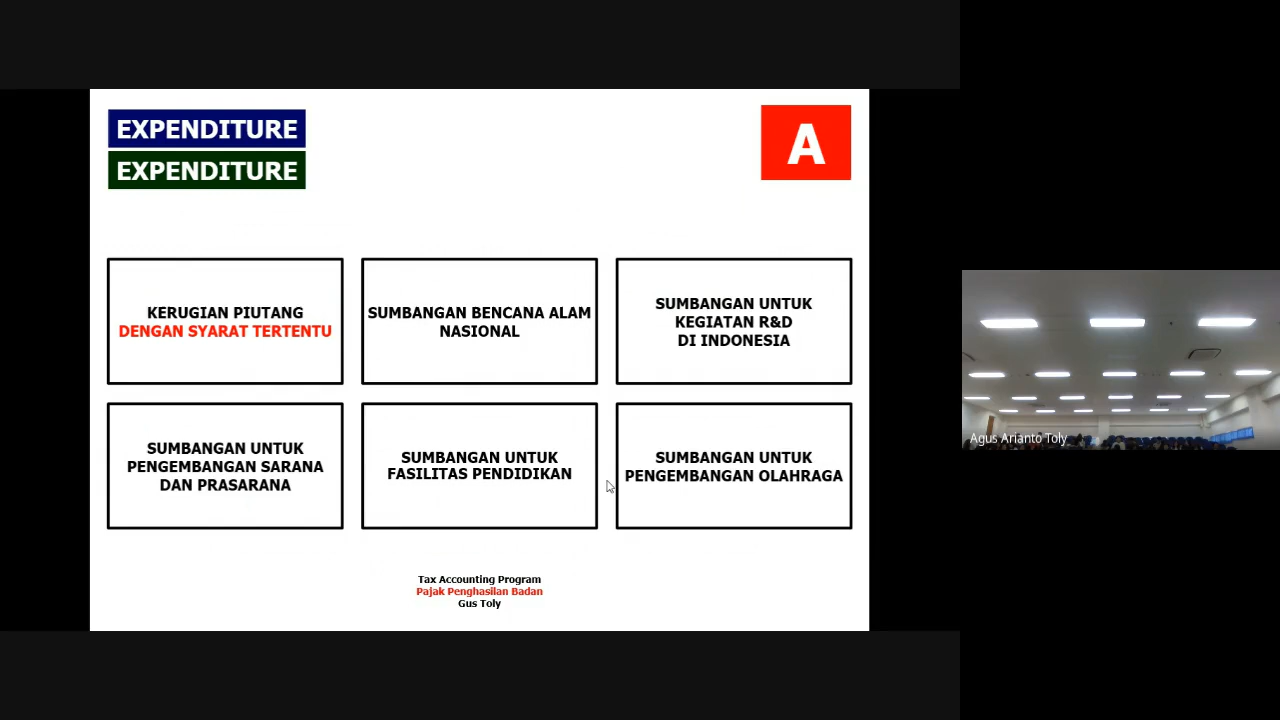 EXPENDITURE
EXPENDITURE
A
KERUGIAN PIUTANG
DENGAN SYARAT TERTENTU
SUMBANGAN BENCANA ALAM
NASIONAL
SUMBANGAN UNTUK
KEGIATAN R&D
DI INDONESIA
SUMBANGAN UNTUK
PENGEMBANGAN SARANA
DAN PRASARANA
SUMBANGAN UNTUK
FASILITAS PENDIDIKAN
SUMBANGAN UNTUK
PENGEMBANGAN OLAHRAGA
Tax Accounting Program
Pajak Penghasilan Badan
Gus Toly
Agus Arianto Toly